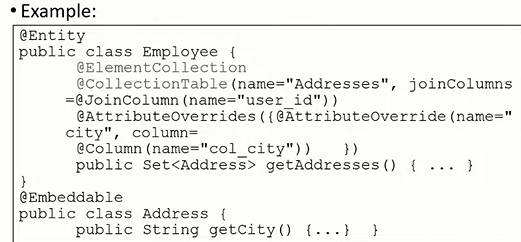 • Example:
@Entity
public class Employee {
@ElementCollection
@CollectionTable(name="Addresses", joinColumns
=@JoinColumn(name="user_id"))
@AttributeOverrides({@AttributeOverride(name="
city", column=
@Column(name="col_city")) })
public Set<Address> getAddresses() { ... }
}
@Embeddable
public class Address {
public String getCity() {...} }